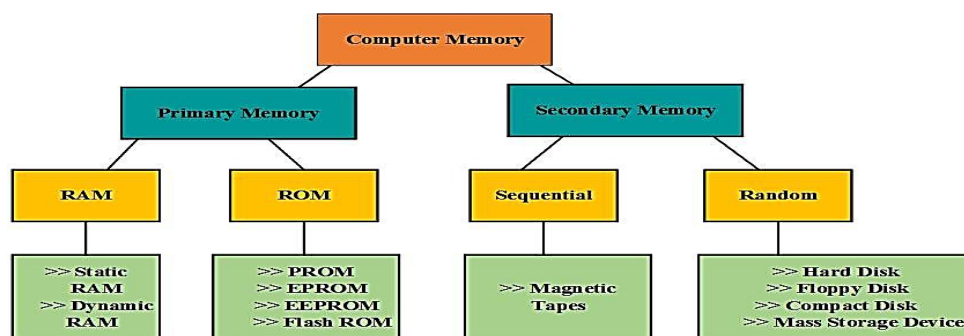 Computer Memory
Primary Memory
Secondary Memory
RAM
ROM
Sequential
Random
>> Static
RAM
>> Dynamic
RAM
>> PROM
>> EPROM
>> EEPROM
>> Flash ROM
>> Magnetic
Tapes
>> Hard Disk
>> Floppy Disk
>> Compact Disk
>> Mass Storage Device